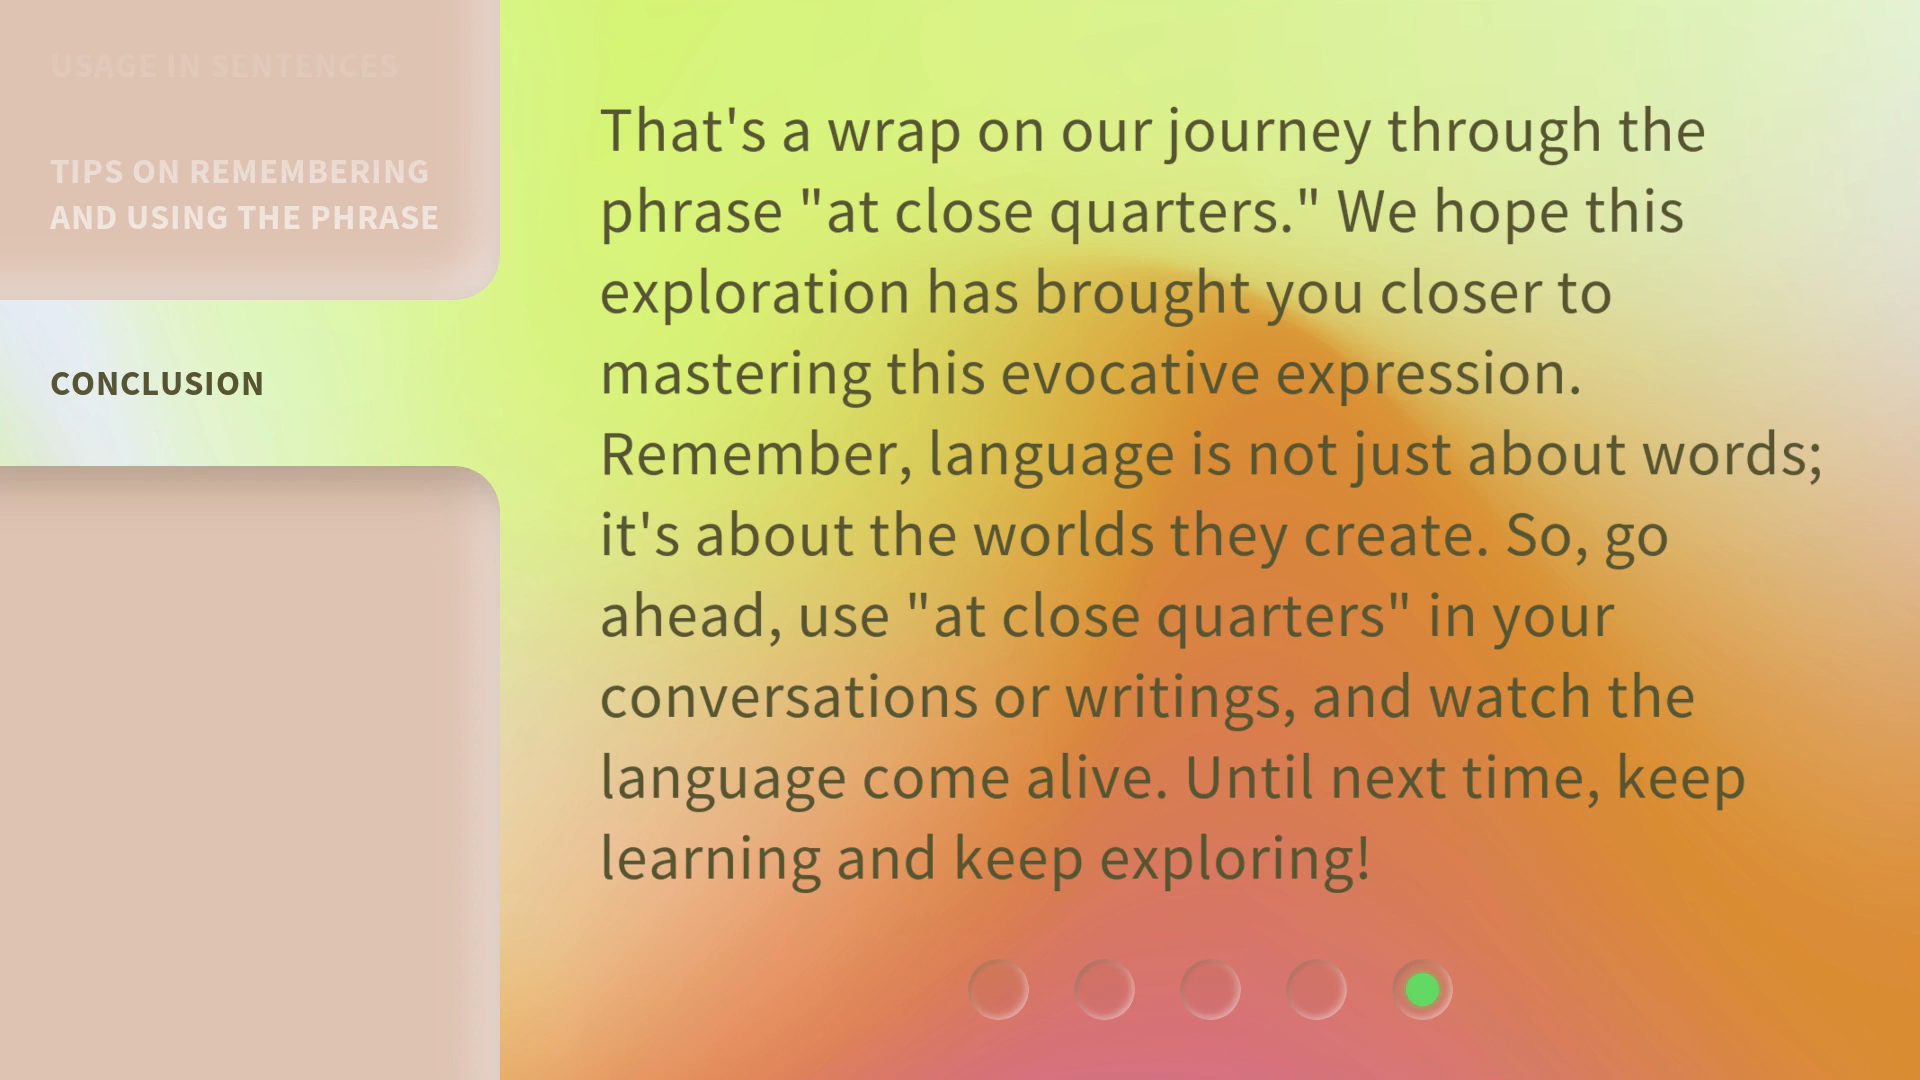 USAGE IN SENTENCES
TIPS ON REMEMBERING
AND USING THE PHRASE
CONCLUSION
That's a wrap on our journey through the
phrase "at close quarters." We hope this
exploration has brought you closer to
mastering this evocative expression.
Remember, language is not just about words;
it's about the worlds they create. So, go
ahead, use "at close quarters" in your
conversations or writings, and watch the
language come alive. Until next time, keep
learning and keep exploring!